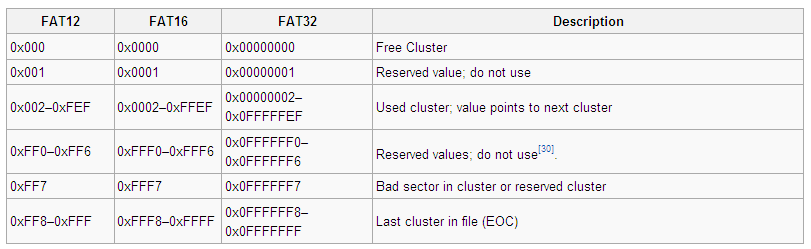 FAT12 FAT16 FAT32 Description
0x000 0x0000 0x00000000 Free Cluster
0x001 0x0001 0x00000001 Reserved value; do not use
0x002–0xFEF 0x0002–0xFFEF 0x00000002–
0x0FFFFFEF Used cluster; value points to next cluster
0xFF0–0xFF6 0xFFF0–0xFFF6 0x0FFFFFF0–
0x0FFFFFF6 Reserved values; do not use[30].
0xFF7 0xFFF7 0x0FFFFFF7 Bad sector in cluster or reserved cluster
0xFF8–0xFFF 0xFFF8–0xFFFF 0x0FFFFFF8–
0x0FFFFFFF Last cluster in file (EOC)